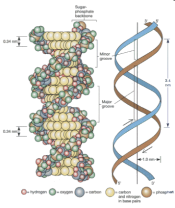 Sugar-
phosphate
backbone
0.34 nm
Minor
groove
Major
groove
0.34 nm
3.4
1.0 nm
= hydrogen
= oxygen
= carbon
= carbon
and nitrogen
in base pairs
= phosphorus